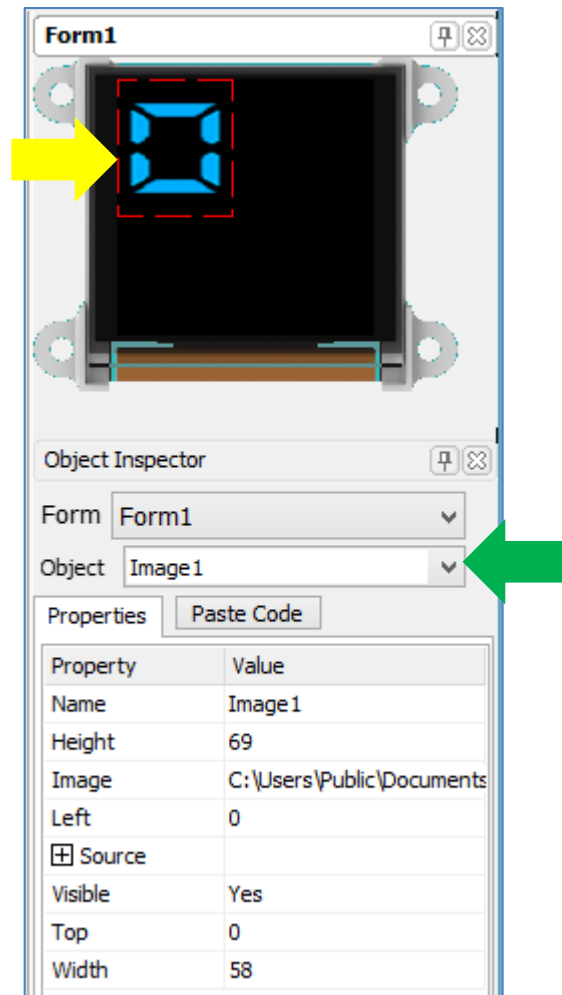 Form1
Object Inspector
Form Form1
Object Image1
Properties Paste Code
Property Value
Name Image1
Height 69
Image C:\Users\Public\Documents
Left 0
Source
Visible Yes
Top 0
Width 58